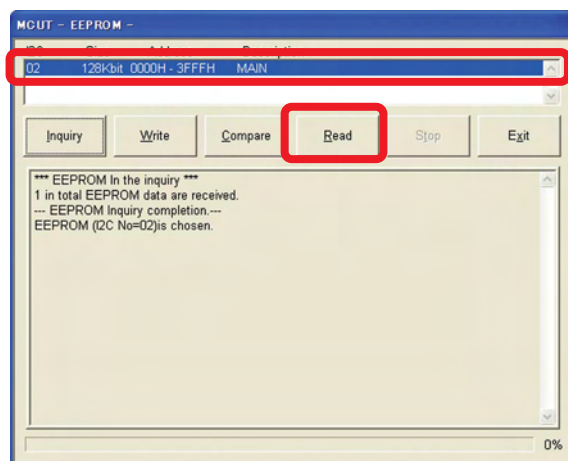 MCUT - EEPROM -
02 128Kbit 0000H - 3FFFH MAIN
Inquiry Write Compare Read Stop Exit
*** EEPROM In the inquiry ***
1 in total EEPROM data are received.
--- EEPROM Inquiry completion.---
EEPROM (I2C No=02)is chosen.
0%